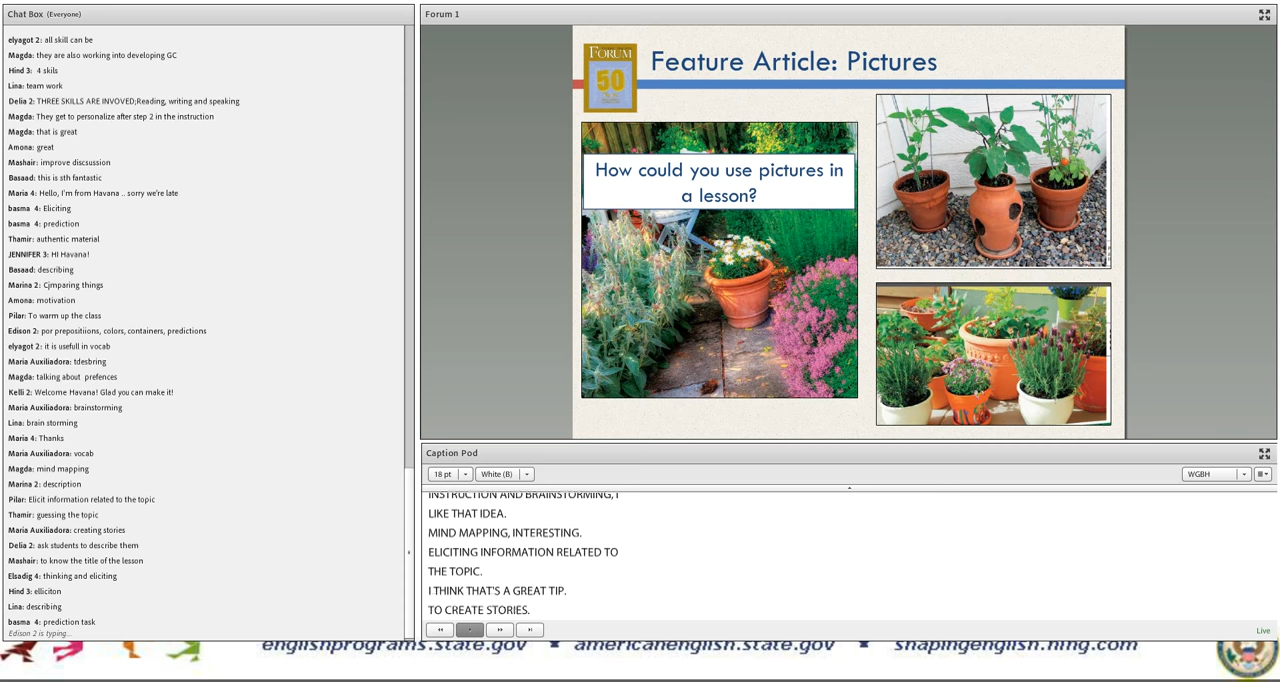 Chat Box (Everyone)
elyagot 2: all skill can be
Magda: they are also working into developing GC
Hind 3: 4 skils
Lina: team work
Delia 2: THREE SKILLS ARE INVOVED;Reading, writing and speaking
Magda: They get to personalize after step 2 in the instruction
Magda: that is great
Amona: great
Mashair: improve discsussion
Basaad: this is sth fantastic
Maria 4: Hello, I'm from Havana .. sorry we're late
basma 4: Eliciting
basma 4: prediction
Thamir: authentic material
JENNIFER 3: HI Havana!
Basaad: describing
Marina 2: Cjmparing things
Amona: motivation
Pilar: To warm up the class
Edison 2: por prepositiions, colors, containers, predictions
elyagot 2: it is usefull in vocab
Maria Auxiliadora: tdesbring
Magda: talking about prefences
Kelli 2: Welcome Havana! Glad you can make it!
Maria Auxiliadora: brainstorming
Lina: brain storming
Maria 4: Thanks
Maria Auxiliadora: vocab
Magda: mind mapping
Marina 2: description
Pilar: Elicit information related to the topic
Thamir: guessing the topic
Maria Auxiliadora: creating stories
Delia 2: ask students to describe them
Mashair: to know the title of the lesson
Elsadig 4: thinking and eliciting
Hind 3: elliciton
Lina: describing
basma 4: prediction task
Edison 2 is typing...
Forum 1
FORUM
50
Feature Article: Pictures
How could you use pictures in
a lesson?
Caption Pod
18 pt
White (B)
WGBH
INSTRUCTION AND BRAINSTORMING, I
LIKE THAT IDEA.
MIND MAPPING, INTERESTING.
ELICITING INFORMATION RELATED TO
THE TOPIC.
I THINK THAT'S A GREAT TIP.
TO CREATE STORIES.
Live
englishprograms.state.gov * americanenglish.state.gov * shapingenglish.ning.com